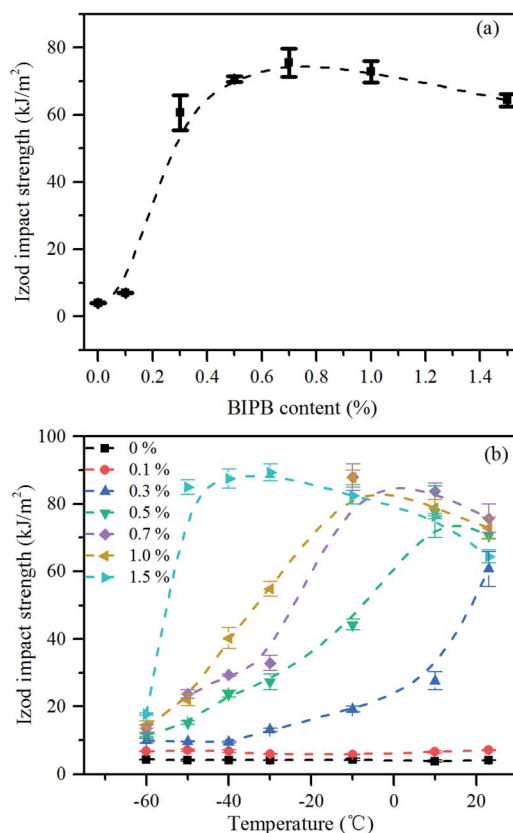 (a)
Izod impact strength (kJ/m²)
80
60
40
20
0
0.0 0.2 0.4 0.6 0.8 1.0 1.2 1.4
BIPB content (%)
(b)
Izod impact strength (kJ/m²)
100
80
60
40
20
0
0 %
0.1 %
0.3 %
0.5 %
0.7 %
1.0 %
1.5 %
-60 -40 -20 0 20
Temperature (℃)